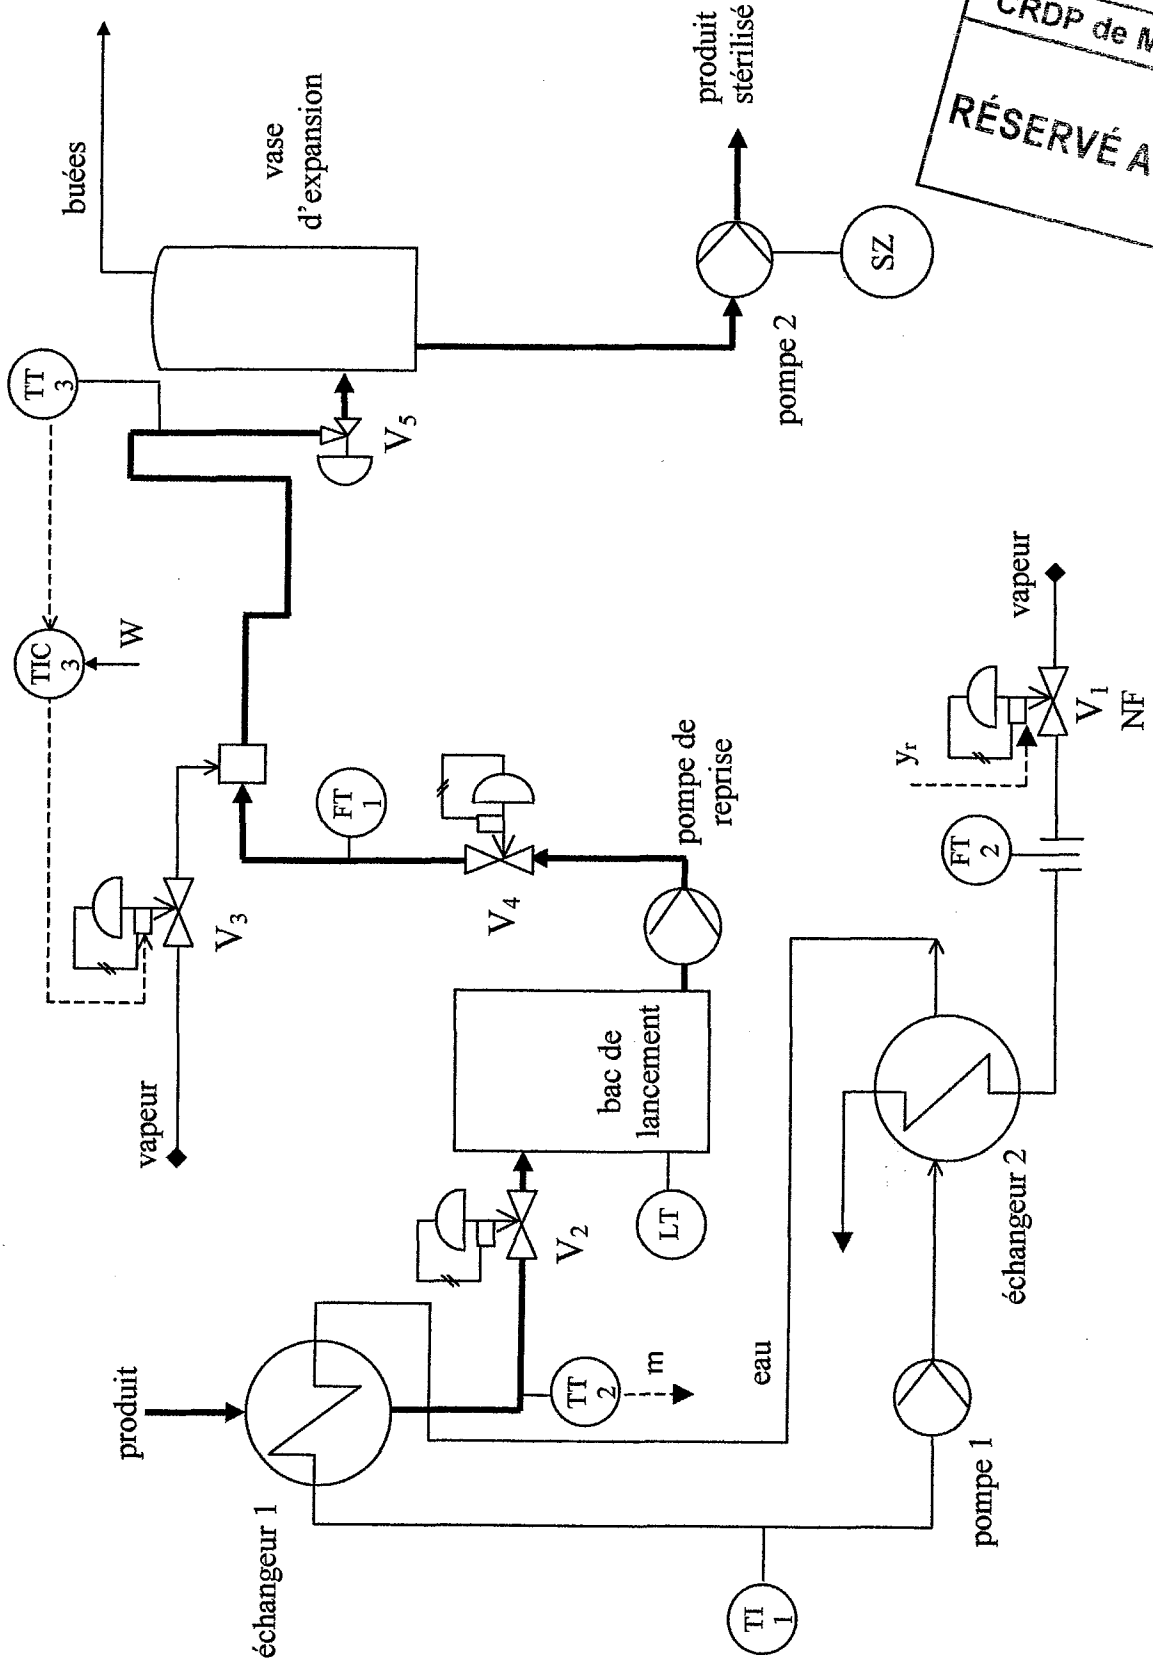 buées
vase
d'expansion
produit
stérilisé
CRDP de M
RÉSERVÉ A
TT
3
V5
SZ
pompe 2
TIC
3
W
vapeur
V1
NF
yr
FT
2
FT
1
pompe de
reprise
V4
V3
vapeur
bac de
lancement
LT
V2
échangeur 2
eau
TT
2
m
produit
échangeur 1
pompe 1
TI
1